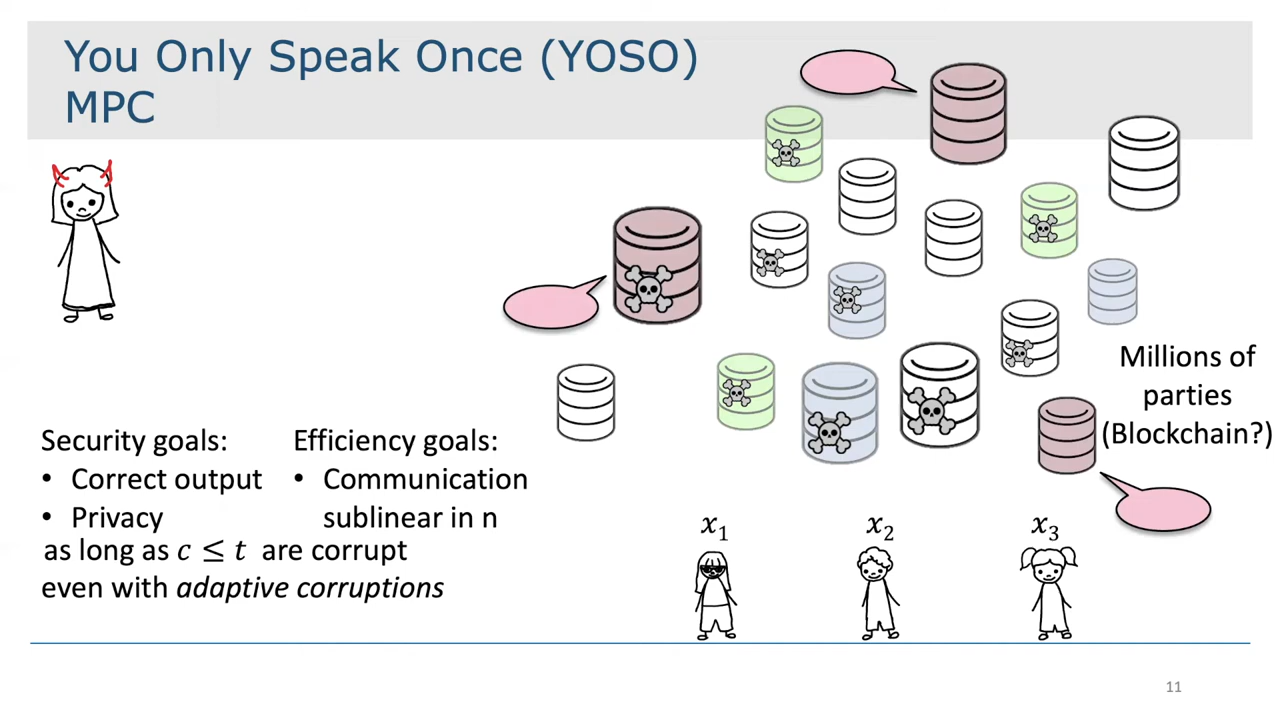 You Only Speak Once (YOSO)
MPC
Millions of
parties
(Blockchain?)
Security goals:
• Correct output
• Privacy
as long as c ≤ t are corrupt
even with adaptive corruptions
Efficiency goals:
• Communication
sublinear in n
x₁
x₂
x₃
11